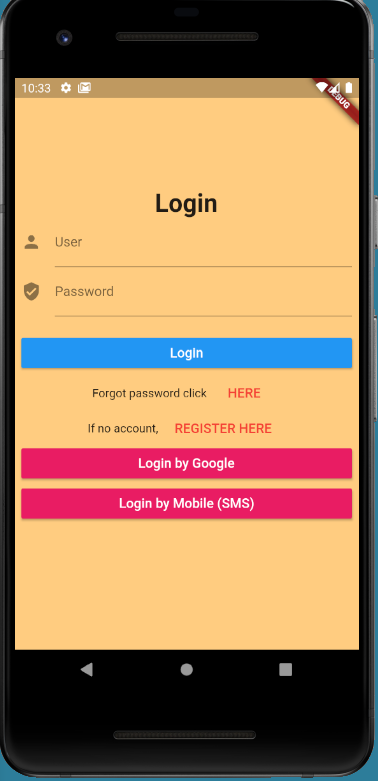 10:33
DEBUG
Login
User
Password
Login
Forgot password click HERE
If no account, REGISTER HERE
Login by Google
Login by Mobile (SMS)